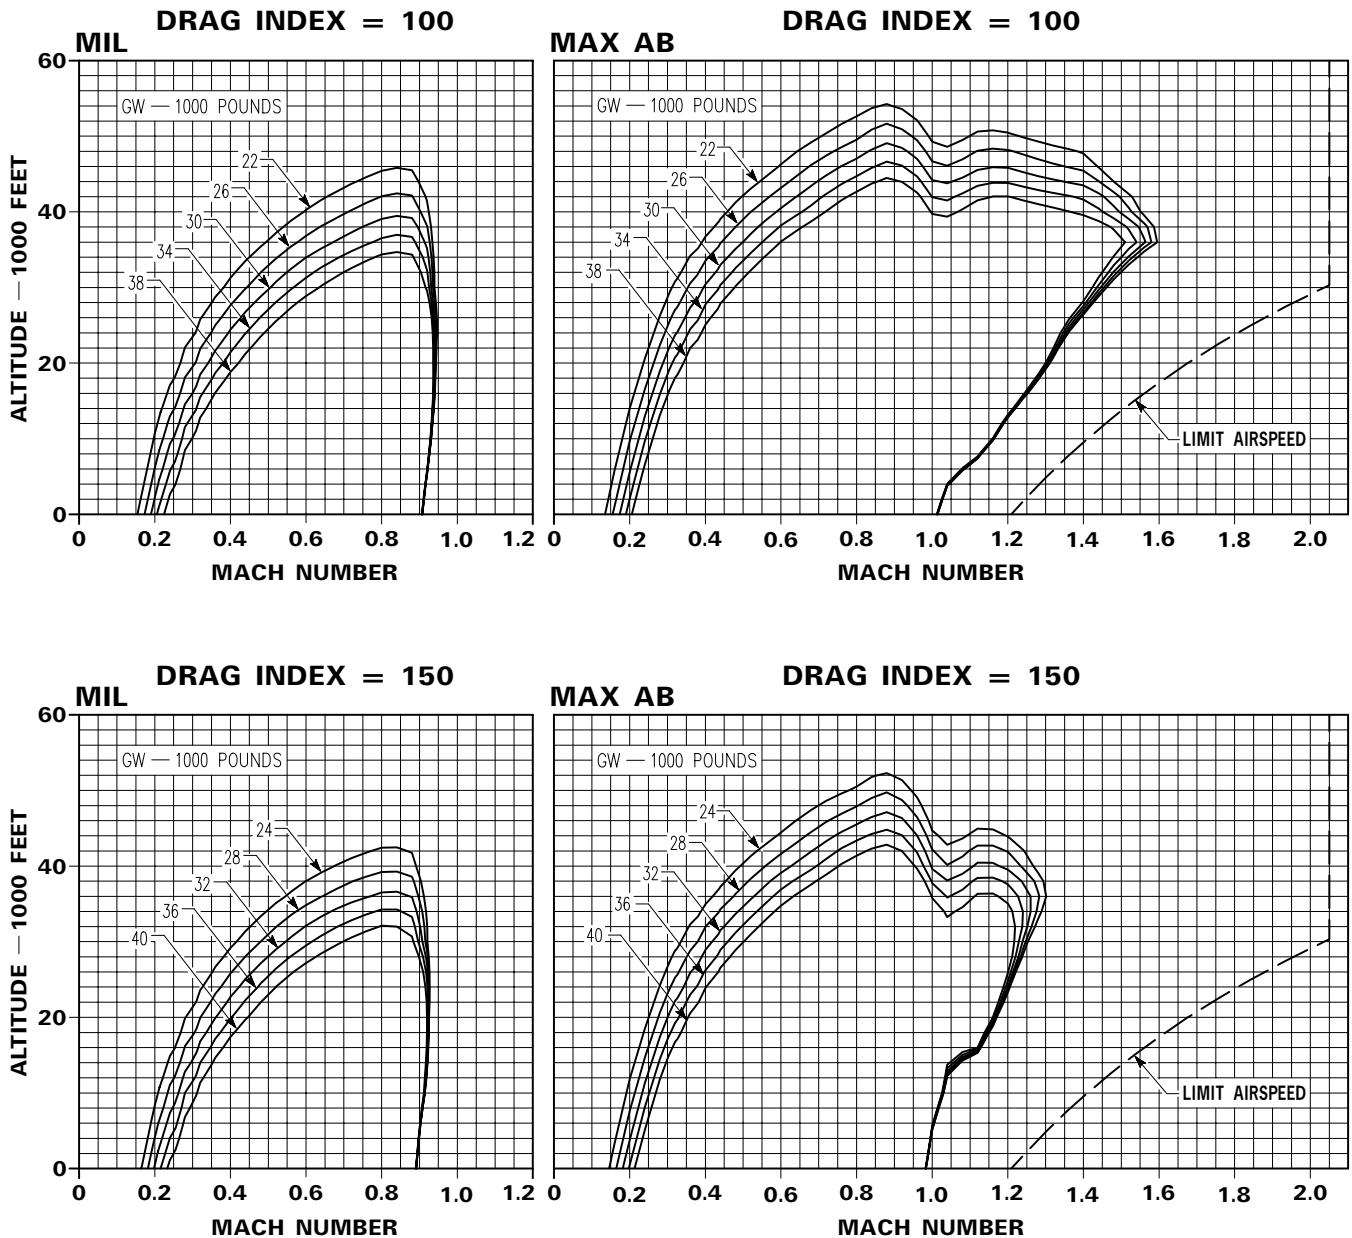 DRAG INDEX = 100
MIL
GW — 1000 POUNDS
22
26
30
34
38
60
40
20
0
ALTITUDE — 1000 FEET
0 0.2 0.4 0.6 0.8 1.0 1.2
MACH NUMBER
DRAG INDEX = 100
MAX AB
GW — 1000 POUNDS
22
26
30
34
38
LIMIT AIRSPEED
0 0.2 0.4 0.6 0.8 1.0 1.2 1.4 1.6 1.8 2.0
MACH NUMBER
DRAG INDEX = 150
MIL
GW — 1000 POUNDS
24
28
32
36
40
60
40
20
0
ALTITUDE — 1000 FEET
0 0.2 0.4 0.6 0.8 1.0 1.2
MACH NUMBER
DRAG INDEX = 150
MAX AB
GW — 1000 POUNDS
24
28
32
36
40
LIMIT AIRSPEED
0 0.2 0.4 0.6 0.8 1.0 1.2 1.4 1.6 1.8 2.0
MACH NUMBER